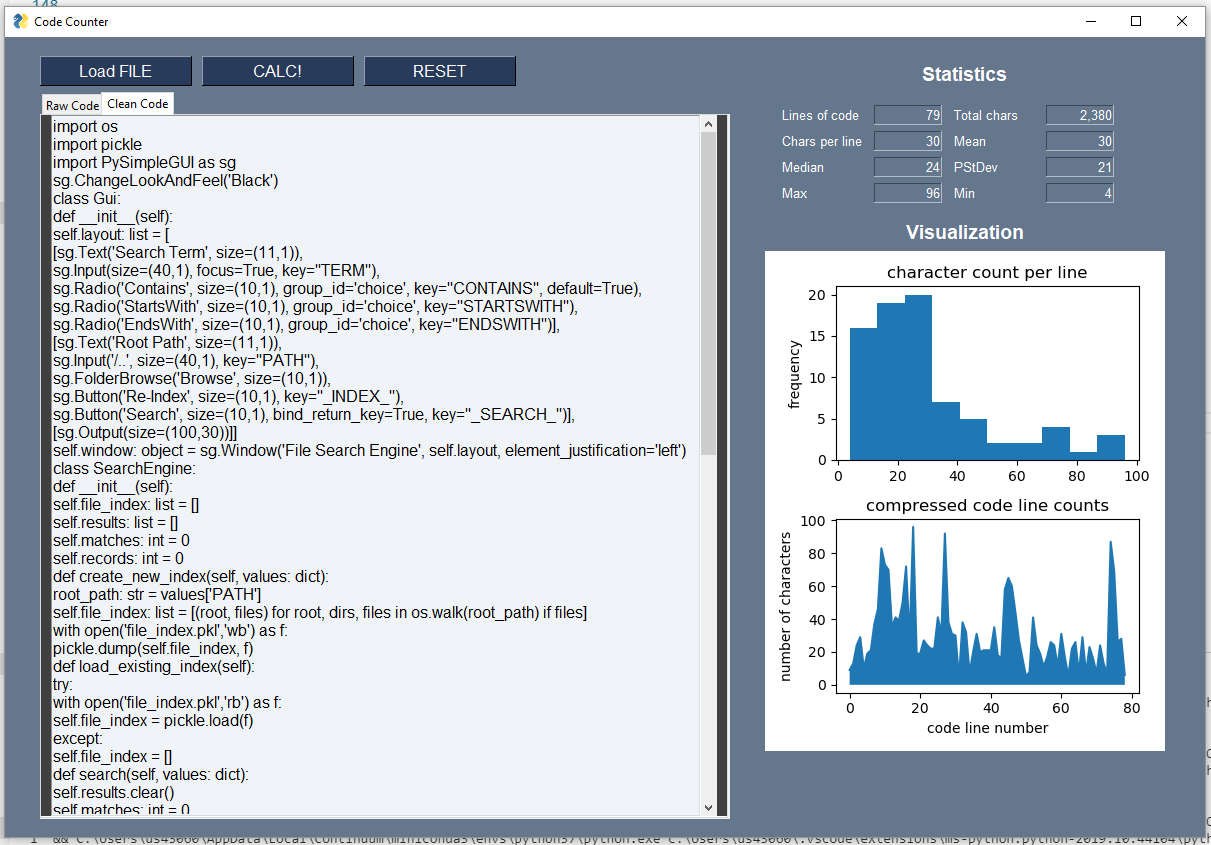 148
Code Counter
Load FILE CALC! RESET
Raw Code Clean Code
import os
import pickle
import PySimpleGUI as sg
sg.ChangeLookAndFeel('Black')
class Gui:
def __init__(self):
self.layout: list = [
[sg.Text('Search Term', size=(11,1)),
sg.Input(size=(40,1), focus=True, key="TERM"),
sg.Radio('Contains', size=(10,1), group_id='choice', key="CONTAINS", default=True),
sg.Radio('StartsWith', size=(10,1), group_id='choice', key="STARTSWITH"),
sg.Radio('EndsWith', size=(10,1), group_id='choice', key="ENDSWITH")],
[sg.Text('Root Path', size=(11,1)),
sg.Input('/..', size=(40,1), key="PATH"),
sg.FolderBrowse('Browse', size=(10,1)),
sg.Button('Re-Index', size=(10,1), key="_INDEX_"),
sg.Button('Search', size=(10,1), bind_return_key=True, key="_SEARCH_")],
[sg.Output(size=(100,30))]]
self.window: object = sg.Window('File Search Engine', self.layout, element_justification='left')
class SearchEngine:
def __init__(self):
self.file_index: list = []
self.results: list = []
self.matches: int = 0
self.records: int = 0
def create_new_index(self, values: dict):
root_path: str = values['PATH']
self.file_index: list = [(root, files) for root, dirs, files in os.walk(root_path) if files]
with open('file_index.pkl','wb') as f:
pickle.dump(self.file_index, f)
def load_existing_index(self):
try:
with open('file_index.pkl','rb') as f:
self.file_index = pickle.load(f)
except:
self.file_index = []
def search(self, values: dict):
self.results.clear()
self.matches: int = 0
Statistics
Lines of code 79 Total chars 2,380
Chars per line 30 Mean 30
Median 24 PStDev 21
Max 96 Min 4
Visualization
character count per line
frequency
20
15
10
5
0
0 20 40 60 80 100
compressed code line counts
number of characters
100
80
60
40
20
0
0 20 40 60 80
code line number
1 && C:\Users\us43060\AppData\Local\Continuum\miniconda3\envs\python37\python.exe c:\Users\us43060\.vscode\extensions\ms-python.python-2019.10.44104\pyth